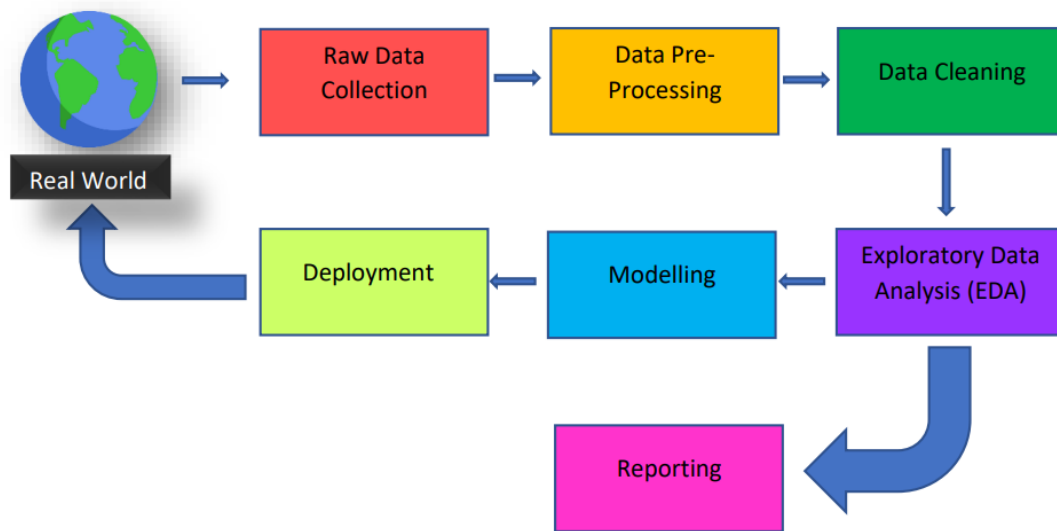 Raw Data
Collection
Data Pre-
Processing
Data Cleaning
Real World
Deployment
Modelling
Exploratory Data
Analysis (EDA)
Reporting